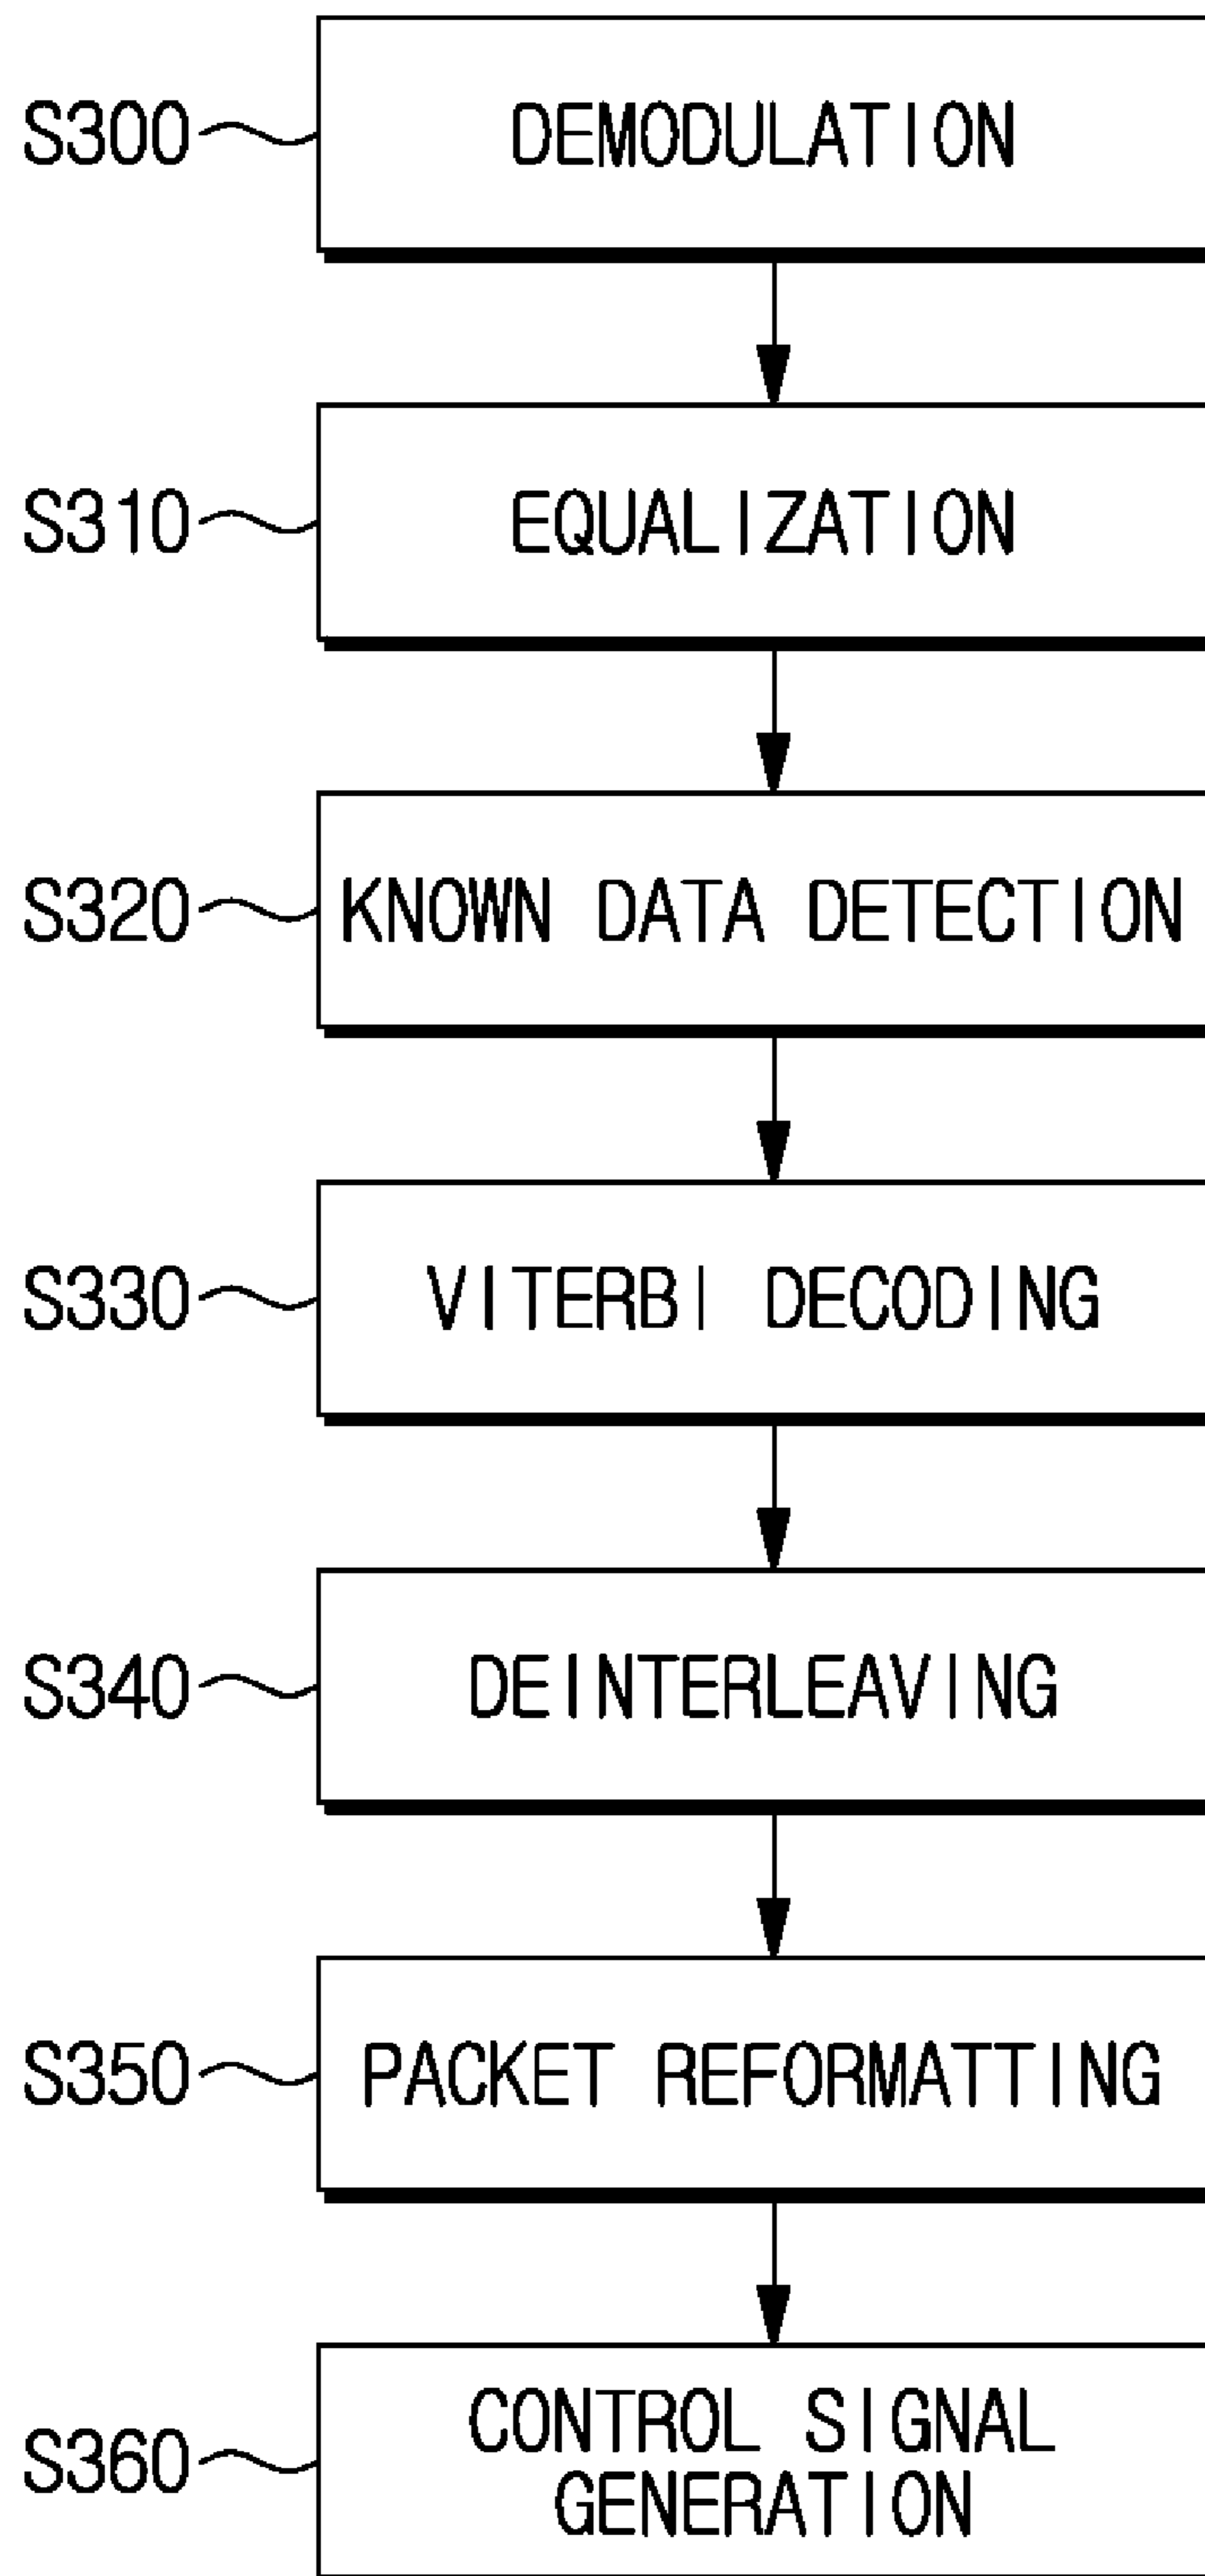 S300 DEMODULATION
S310 EQUALIZATION
S320 KNOWN DATA DETECTION
S330 VITERBI DECODING
S340 DEINTERLEAVING
S350 PACKET REFORMATTING
S360 CONTROL SIGNAL
GENERATION